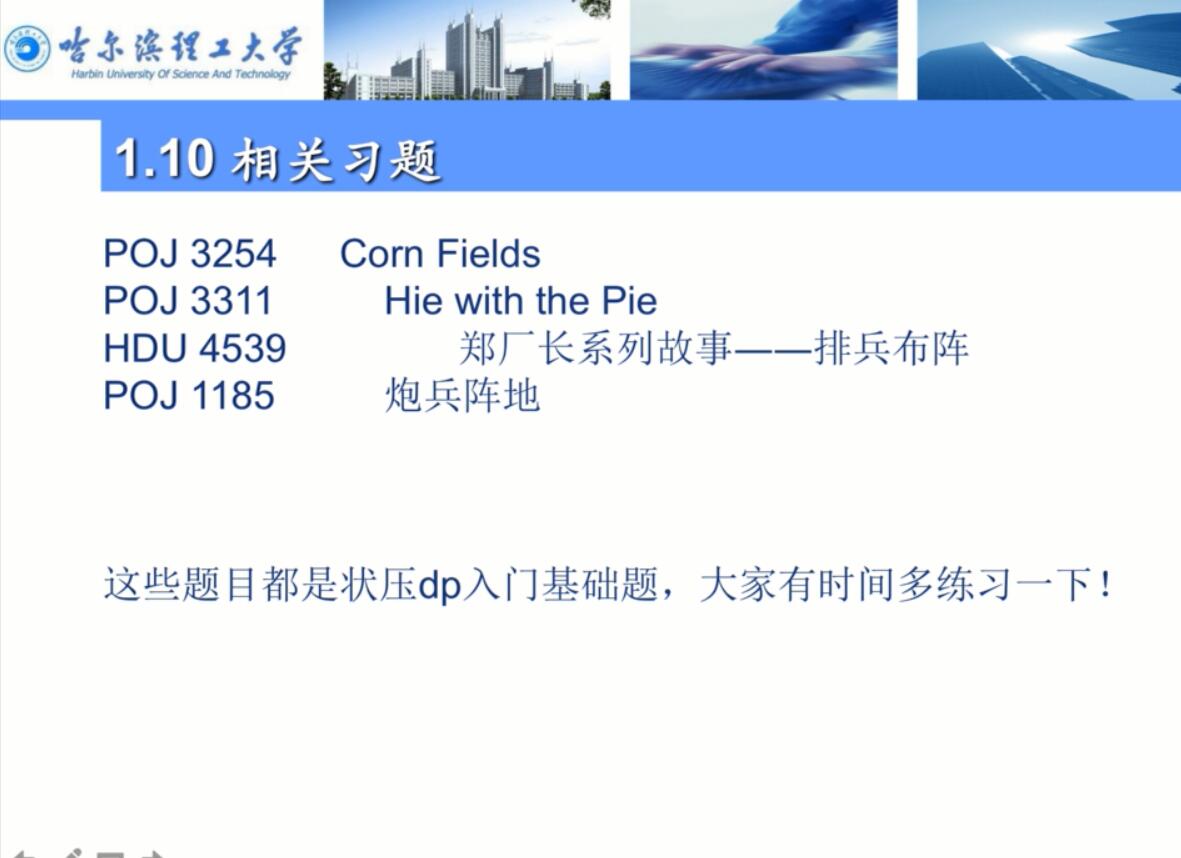 哈尔滨理工大学
Harbin University Of Science And Technology
1.10 相关习题
POJ 3254 Corn Fields
POJ 3311 Hie with the Pie
HDU 4539 郑厂长系列故事——排兵布阵
POJ 1185 炮兵阵地
这些题目都是状压dp入门基础题，大家有时间多练习一下！